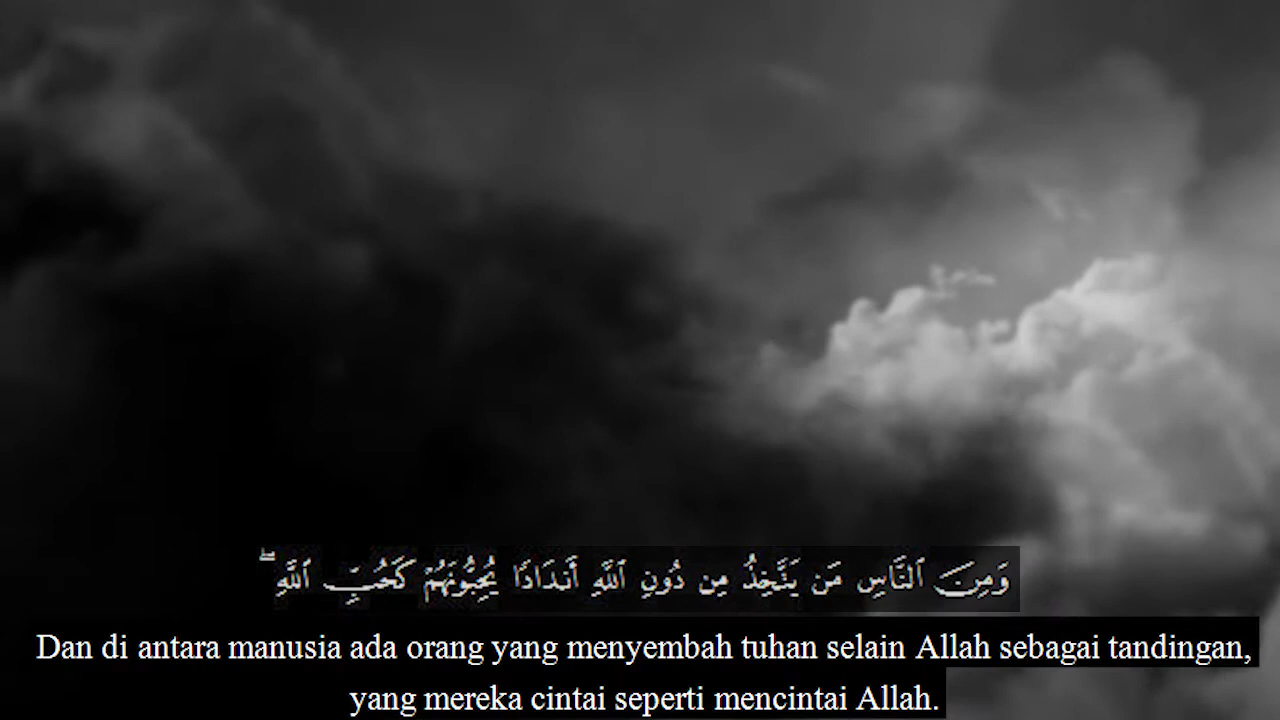 وَمِنَ ٱلنَّاسِ مَن يَتَّخِذُ مِن دُونِ ٱللَّهِ أَندَادًا يُحِبُّونَهُمْ كَحُبِّ ٱللَّهِ ۖ
Dan di antara manusia ada orang yang menyembah tuhan selain Allah sebagai tandingan,
yang mereka cintai seperti mencintai Allah.